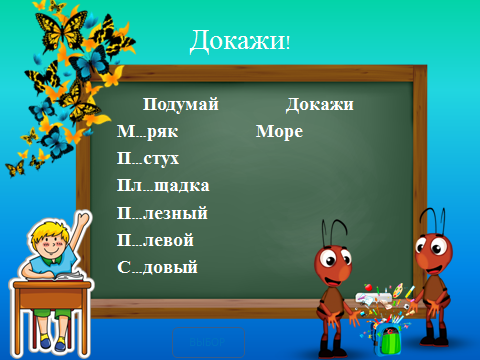 Докажи!
Подумай Докажи
М...ряк Море
П...стух
Пл...щадка
П...лезный
П...левой
С...довый